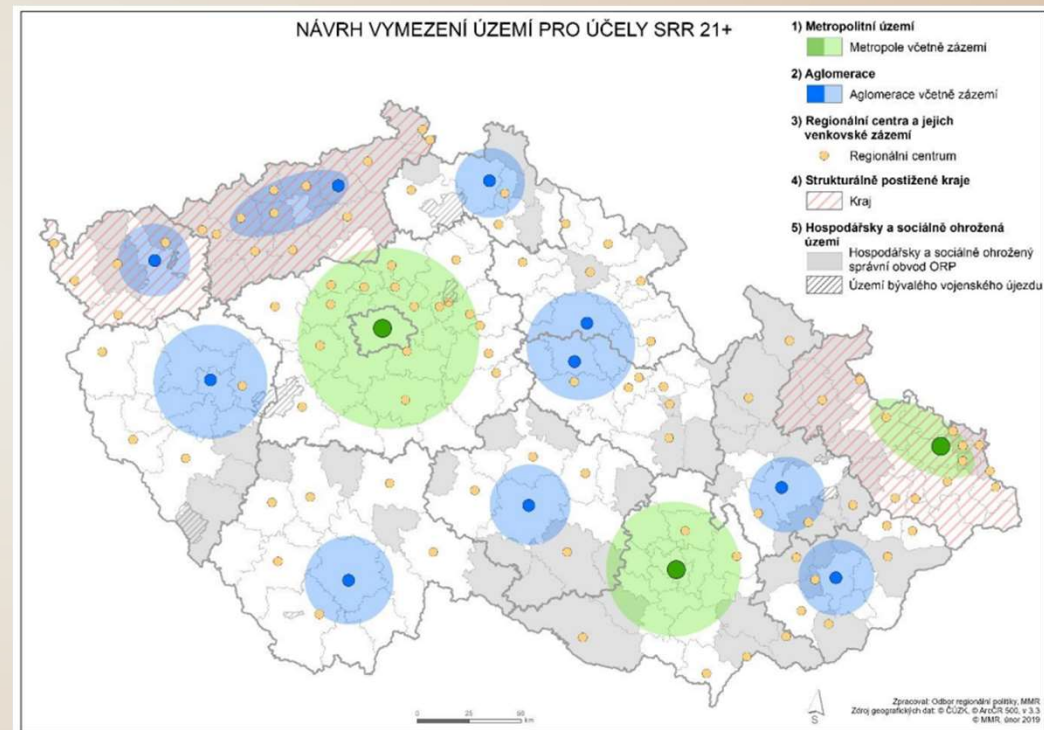 NÁVRH VYMEZENÍ ÚZEMÍ PRO ÚČELY SRR 21+
1) Metropolitní území
Metropole včetně zázemí
2) Aglomerace
Aglomerace včetně zázemí
3) Regionální centra a jejich
venkovské zázemí
Regionální centrum
4) Strukturálně postižené kraje
Kraj
5) Hospodářsky a sociálně ohrožená
území
Hospodářsky a sociálně ohrožený
správní obvod ORP
Území bývalého vojenského újezdu
0 25 50
km
S
Zpracoval: Odbor regionální politiky, MMR
Zdroj geografických dat: © ČÚZK, © ArcČR 500, v 3.3
© MMR, únor 2019